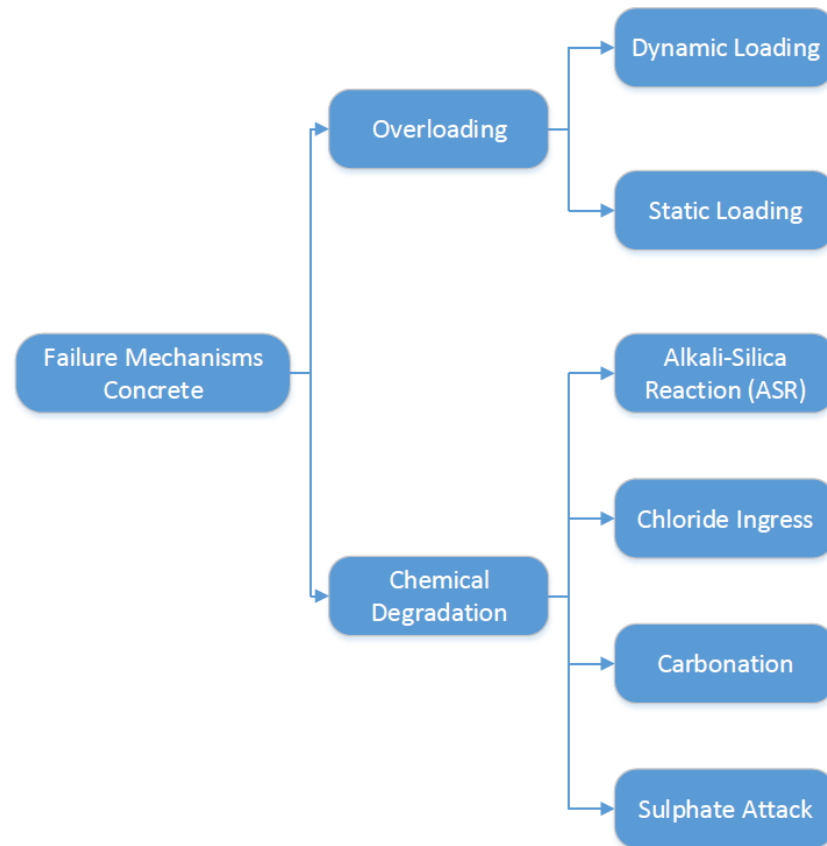 Dynamic Loading
Overloading
Static Loading
Failure Mechanisms
Concrete
Alkali-Silica
Reaction (ASR)
Chloride Ingress
Chemical
Degradation
Carbonation
Sulphate Attack